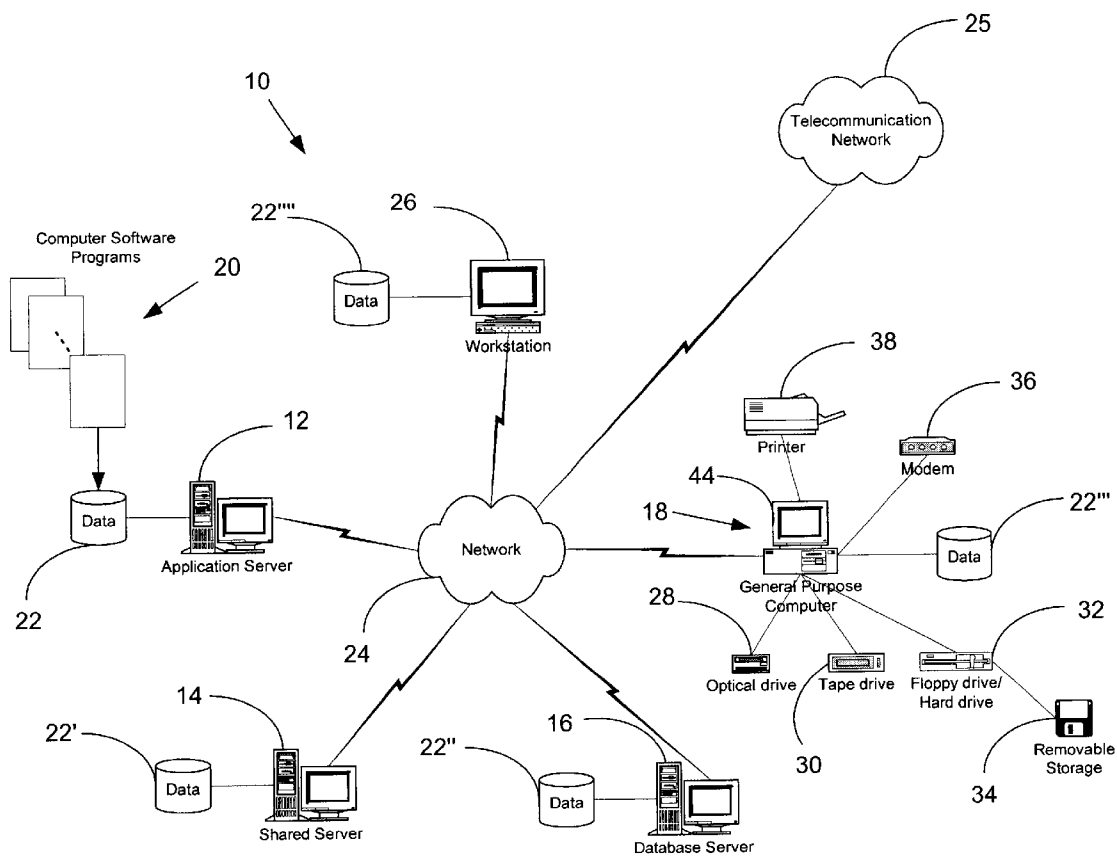 25
10
Telecommunication
Network
22''''
26
Computer Software
Programs
20
Data
Workstation
38
36
12
Printer
Modem
44
18
22'''
Data
Network
Data
Application Server
General Purpose
Computer
22
24
28
32
Optical drive
Tape drive
Floppy drive/
Hard drive
14
16
22'
22''
30
34
Removable
Storage
Data
Data
Shared Server
Database Server